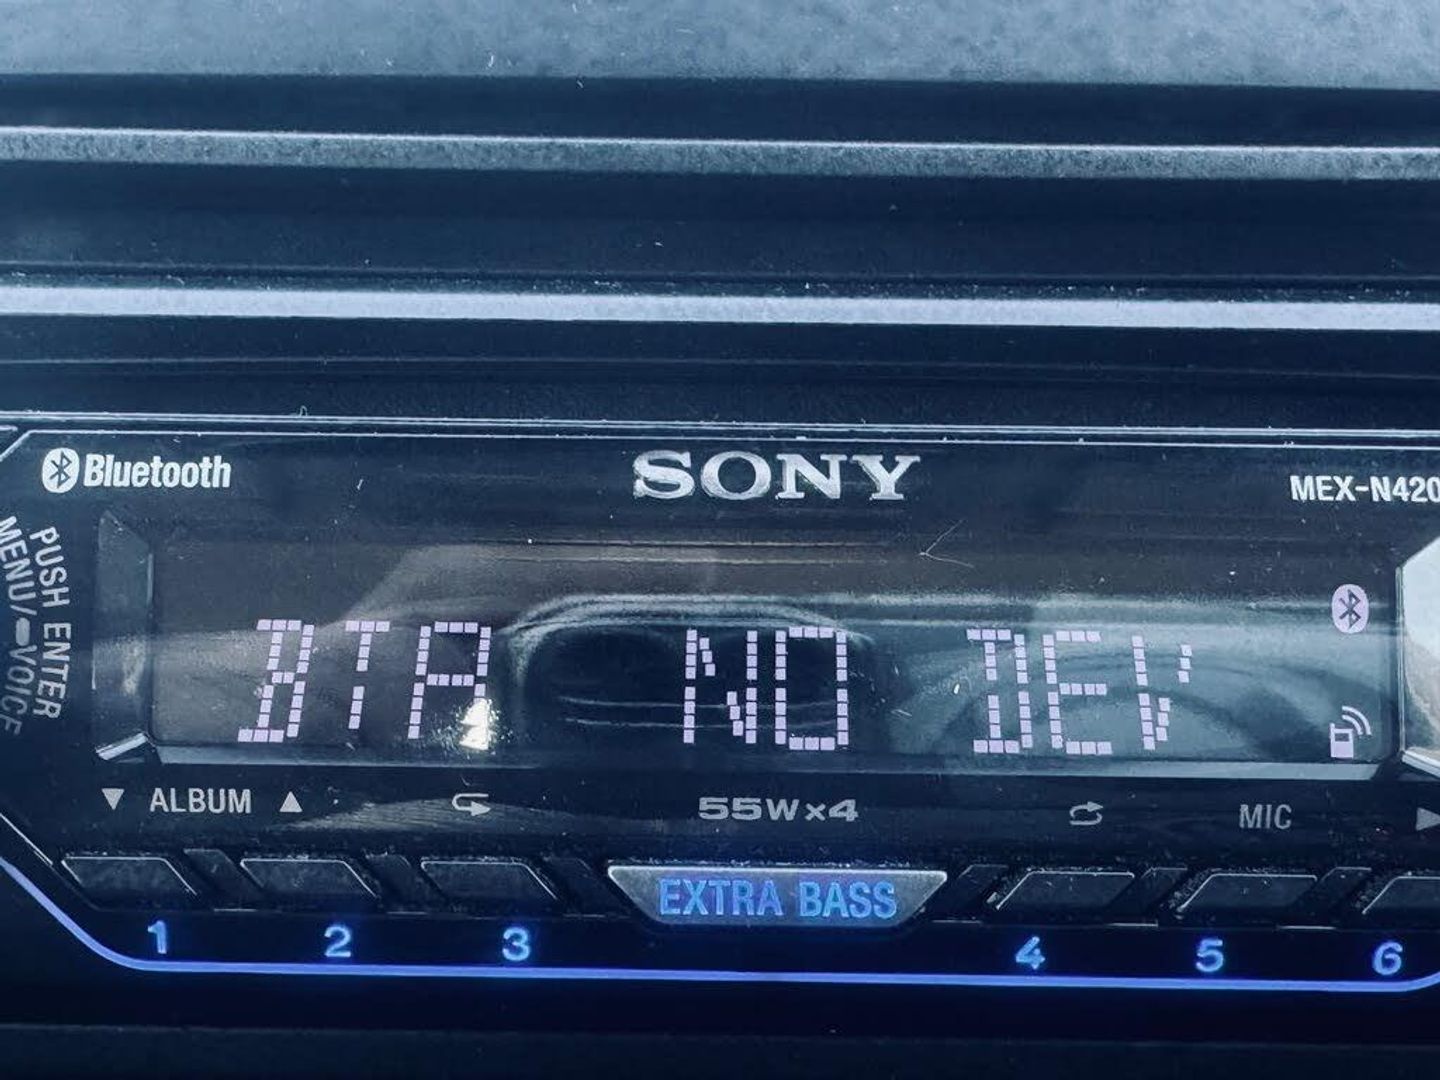 Bluetooth
SONY
MEX-N420
PUSH ENTER
MENU/ VOICE
BTA NO DEV
▼ ALBUM ▲
55W×4
MIC
EXTRA BASS
1 2 3 4 5 6